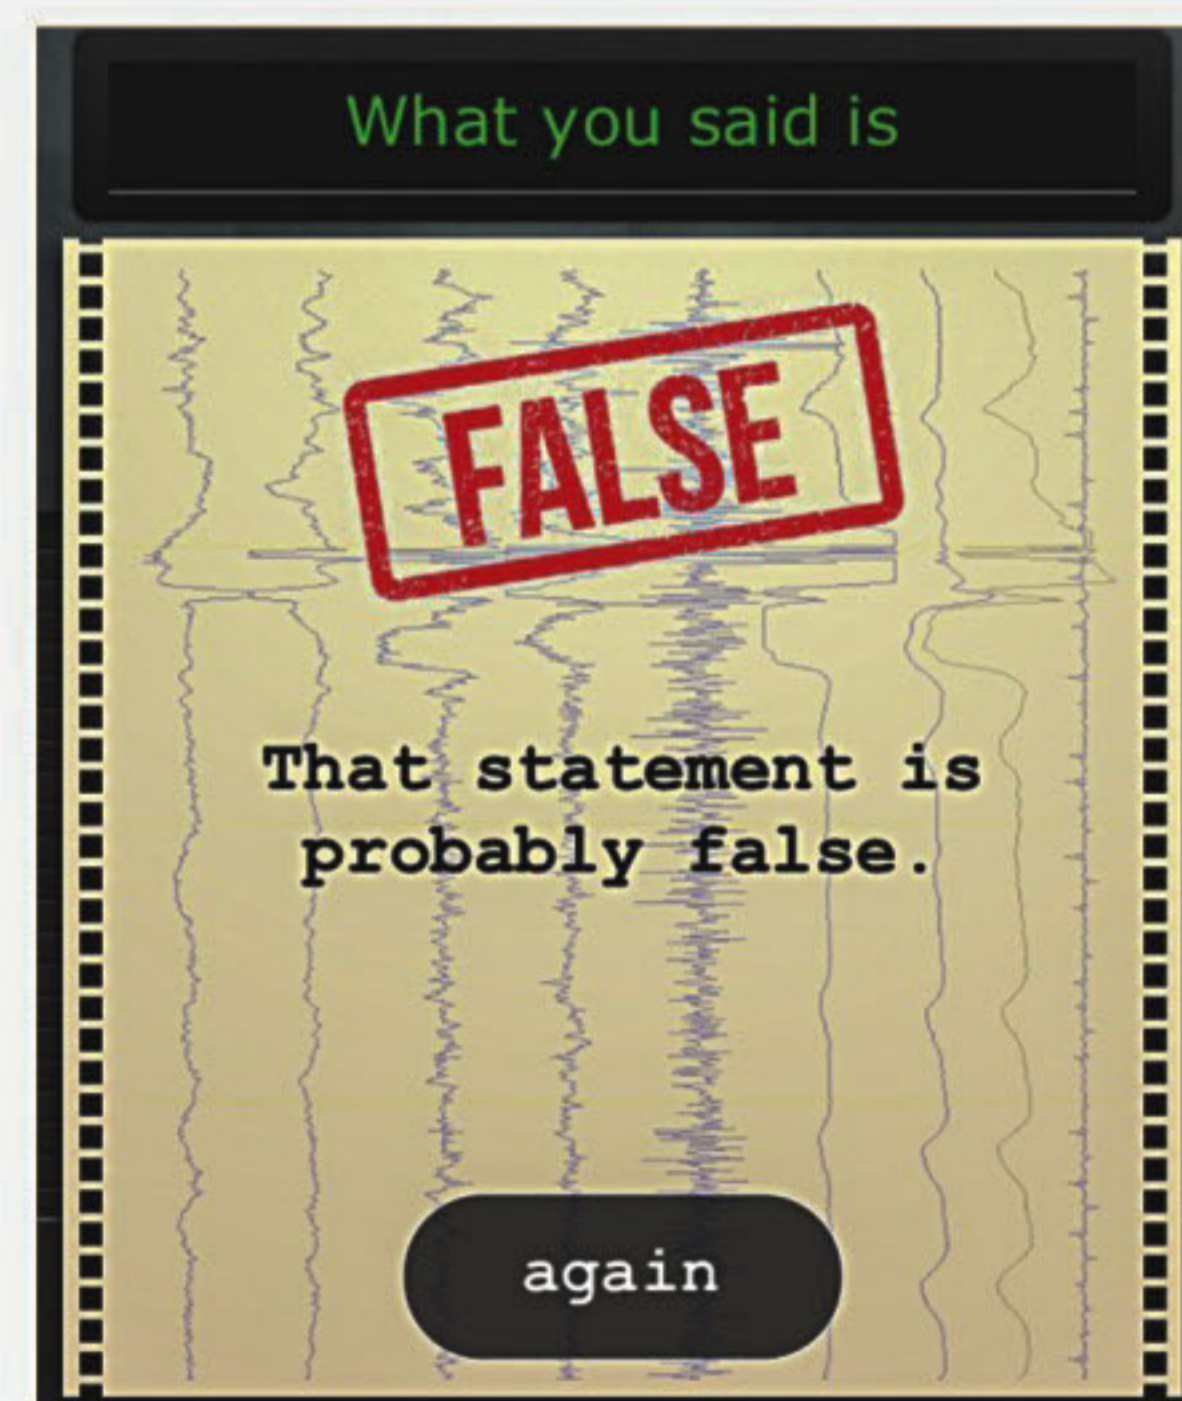 What you said is
FALSE
That statement is
probably false.
again